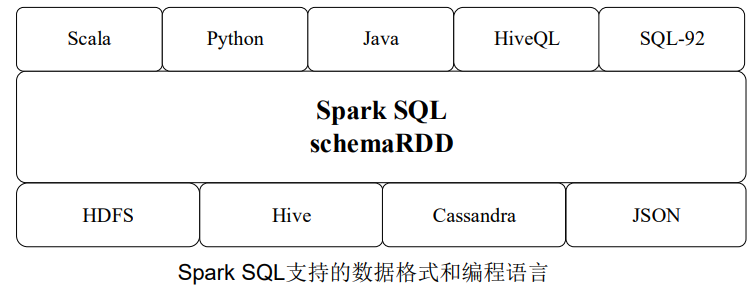 Scala Python Java HiveQL SQL-92
Spark SQL
schemaRDD
HDFS Hive Cassandra JSON
Spark SQL支持的数据格式和编程语言